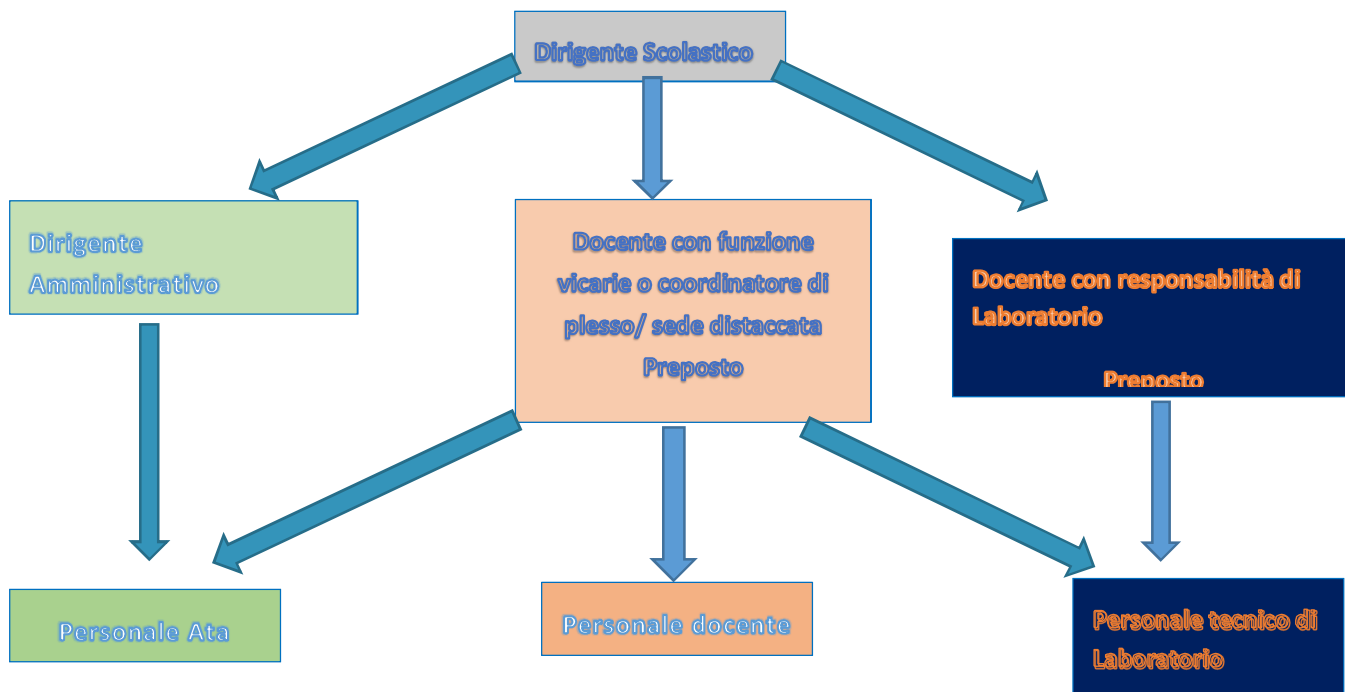 Dirigente Scolastico
Dirigente
Amministrativo
Docente con funzione
vicarie o coordinatore di
plesso/ sede distaccata
Preposto
Docente con responsabilità di
Laboratorio
Preposto
Personale Ata
Personale docente
Personale tecnico di
Laboratorio